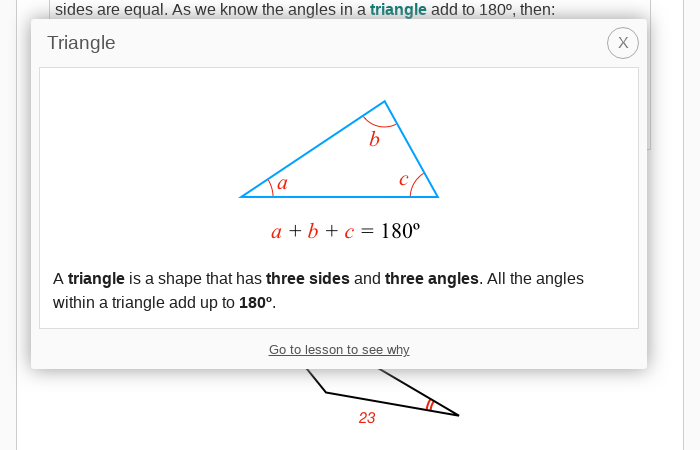 sides are equal. As we know the angles in a triangle add to 180º, then:
Triangle
X
b
a
c
a + b + c = 180º
A triangle is a shape that has three sides and three angles. All the angles
within a triangle add up to 180º.
Go to lesson to see why
23